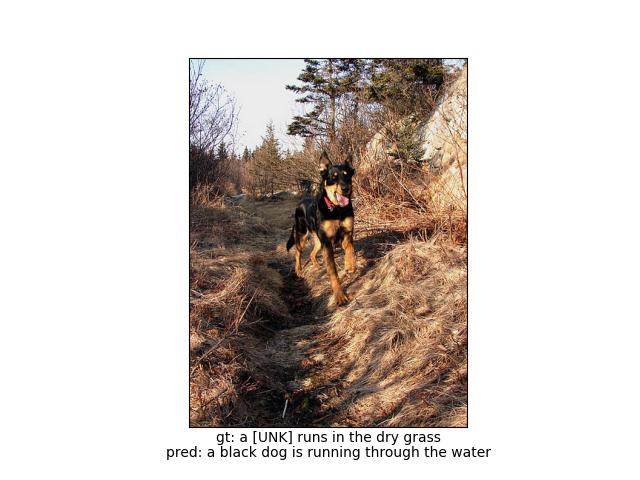 gt: a [UNK] runs in the dry grass
pred: a black dog is running through the water